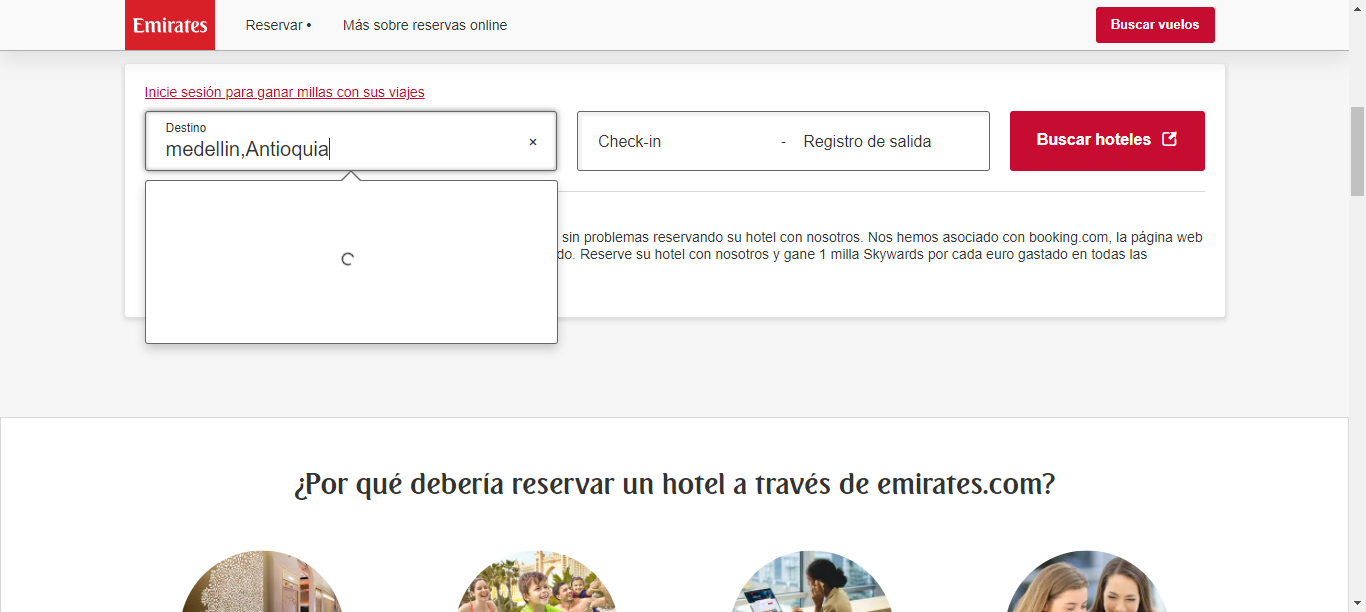 Emirates
Reservar •
Más sobre reservas online
Buscar vuelos
Inicie sesión para ganar millas con sus viajes
Destino
medellin,Antioquia
×
Check-in - Registro de salida
Buscar hoteles
sin problemas reservando su hotel con nosotros. Nos hemos asociado con booking.com, la página web
do. Reserve su hotel con nosotros y gane 1 milla Skywards por cada euro gastado en todas las
¿Por qué debería reservar un hotel a través de emirates.com?